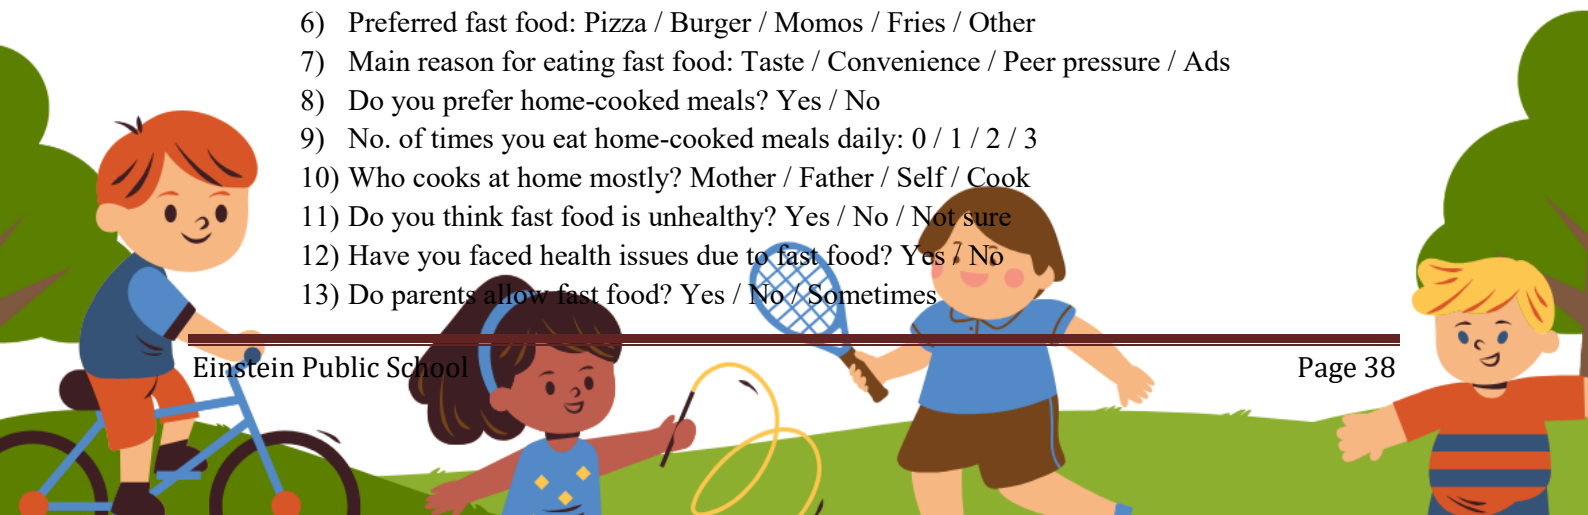 6) Preferred fast food: Pizza / Burger / Momos / Fries / Other
7) Main reason for eating fast food: Taste / Convenience / Peer pressure / Ads
8) Do you prefer home-cooked meals? Yes / No
9) No. of times you eat home-cooked meals daily: 0 / 1 / 2 / 3
10) Who cooks at home mostly? Mother / Father / Self / Cook
11) Do you think fast food is unhealthy? Yes / No / Not sure
12) Have you faced health issues due to fast food? Yes / No
13) Do parents allow fast food? Yes / No / Sometimes
Einstein Public School Page 38